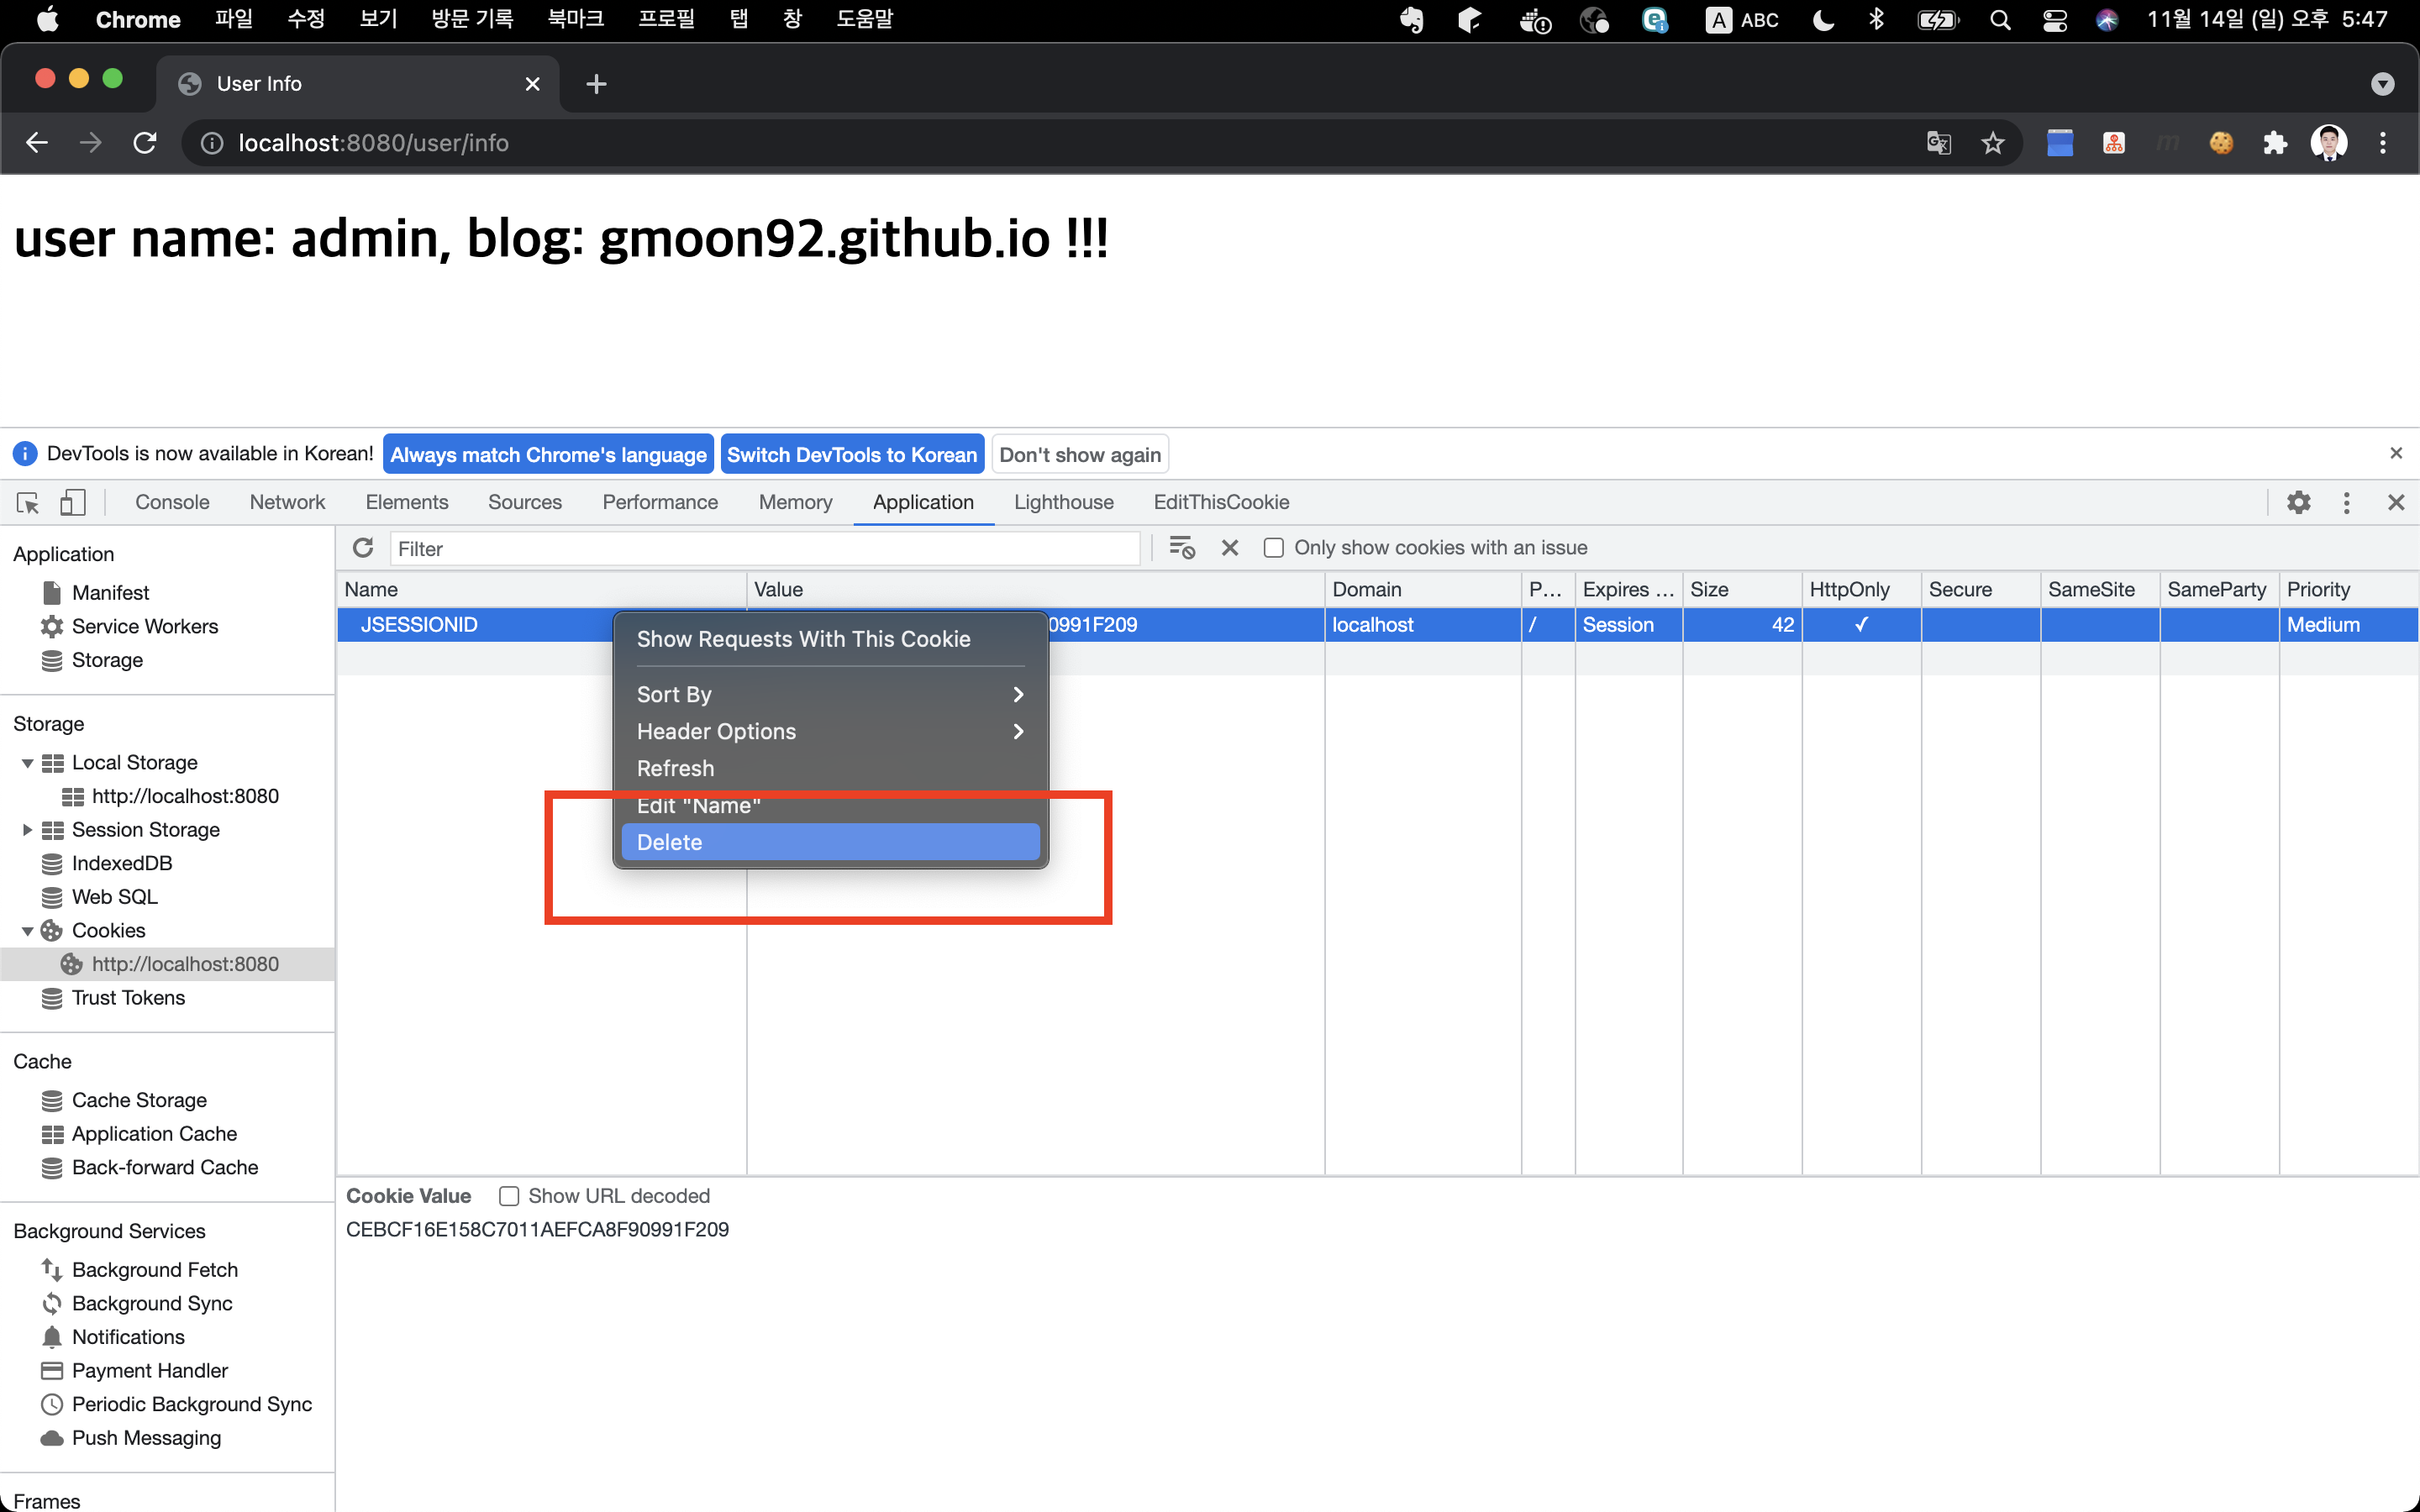 Chrome 파일 수정 보기 방문 기록 북마크 프로필 탭 창 도움말 A ABC 11월 14일 (일) 오후 5:47
User Info
localhost:8080/user/info
user name: admin, blog: gmoon92.github.io !!!
DevTools is now available in Korean! Always match Chrome's language Switch DevTools to Korean Don't show again
Console Network Elements Sources Performance Memory Application Lighthouse EditThisCookie
Application
Manifest
Service Workers
Storage
Storage
Local Storage
http://localhost:8080
Session Storage
IndexedDB
Web SQL
Cookies
http://localhost:8080
Trust Tokens
Cache
Cache Storage
Application Cache
Back-forward Cache
Background Services
Background Fetch
Background Sync
Notifications
Payment Handler
Periodic Background Sync
Push Messaging
Frames
Filter Only show cookies with an issue
Name Value Domain P... Expires ... Size HttpOnly Secure SameSite SameParty Priority
JSESSIONID 0991F209 localhost / Session 42 ✓ Medium
Show Requests With This Cookie
Sort By
Header Options
Refresh
Edit "Name"
Delete
Cookie Value Show URL decoded
CEBCF16E158C7011AEFCA8F90991F209